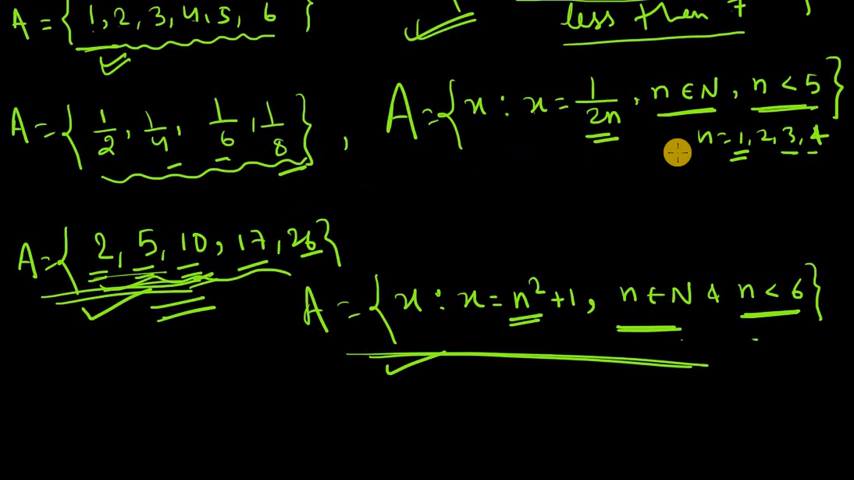 A = { 1, 2, 3, 4, 5, 6 } less then 7 }
A = { 1/2, 1/4, 1/6, 1/8 }, A = { x : x = 1/2n, n ∈ N, n < 5 }
n = 1, 2, 3, 4
A = { 2, 5, 10, 17, 26 }
A = { x : x = n² + 1, n ∈ N & n < 6 }